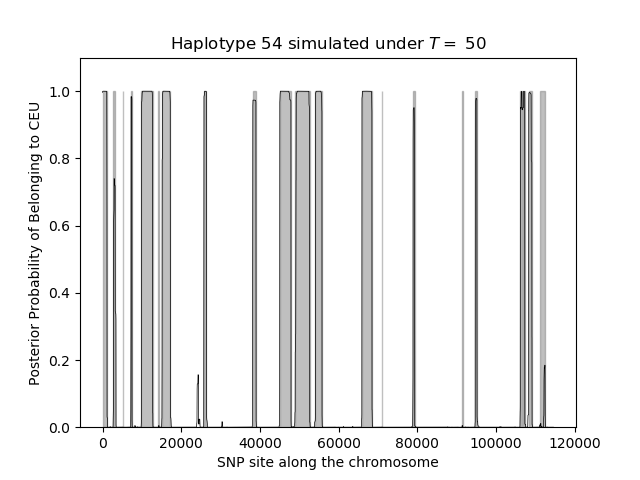 Haplotype 54 simulated under T = 50
Posterior Probability of Belonging to CEU
1.0
0.8
0.6
0.4
0.2
0.0
0 20000 40000 60000 80000 100000 120000
SNP site along the chromosome